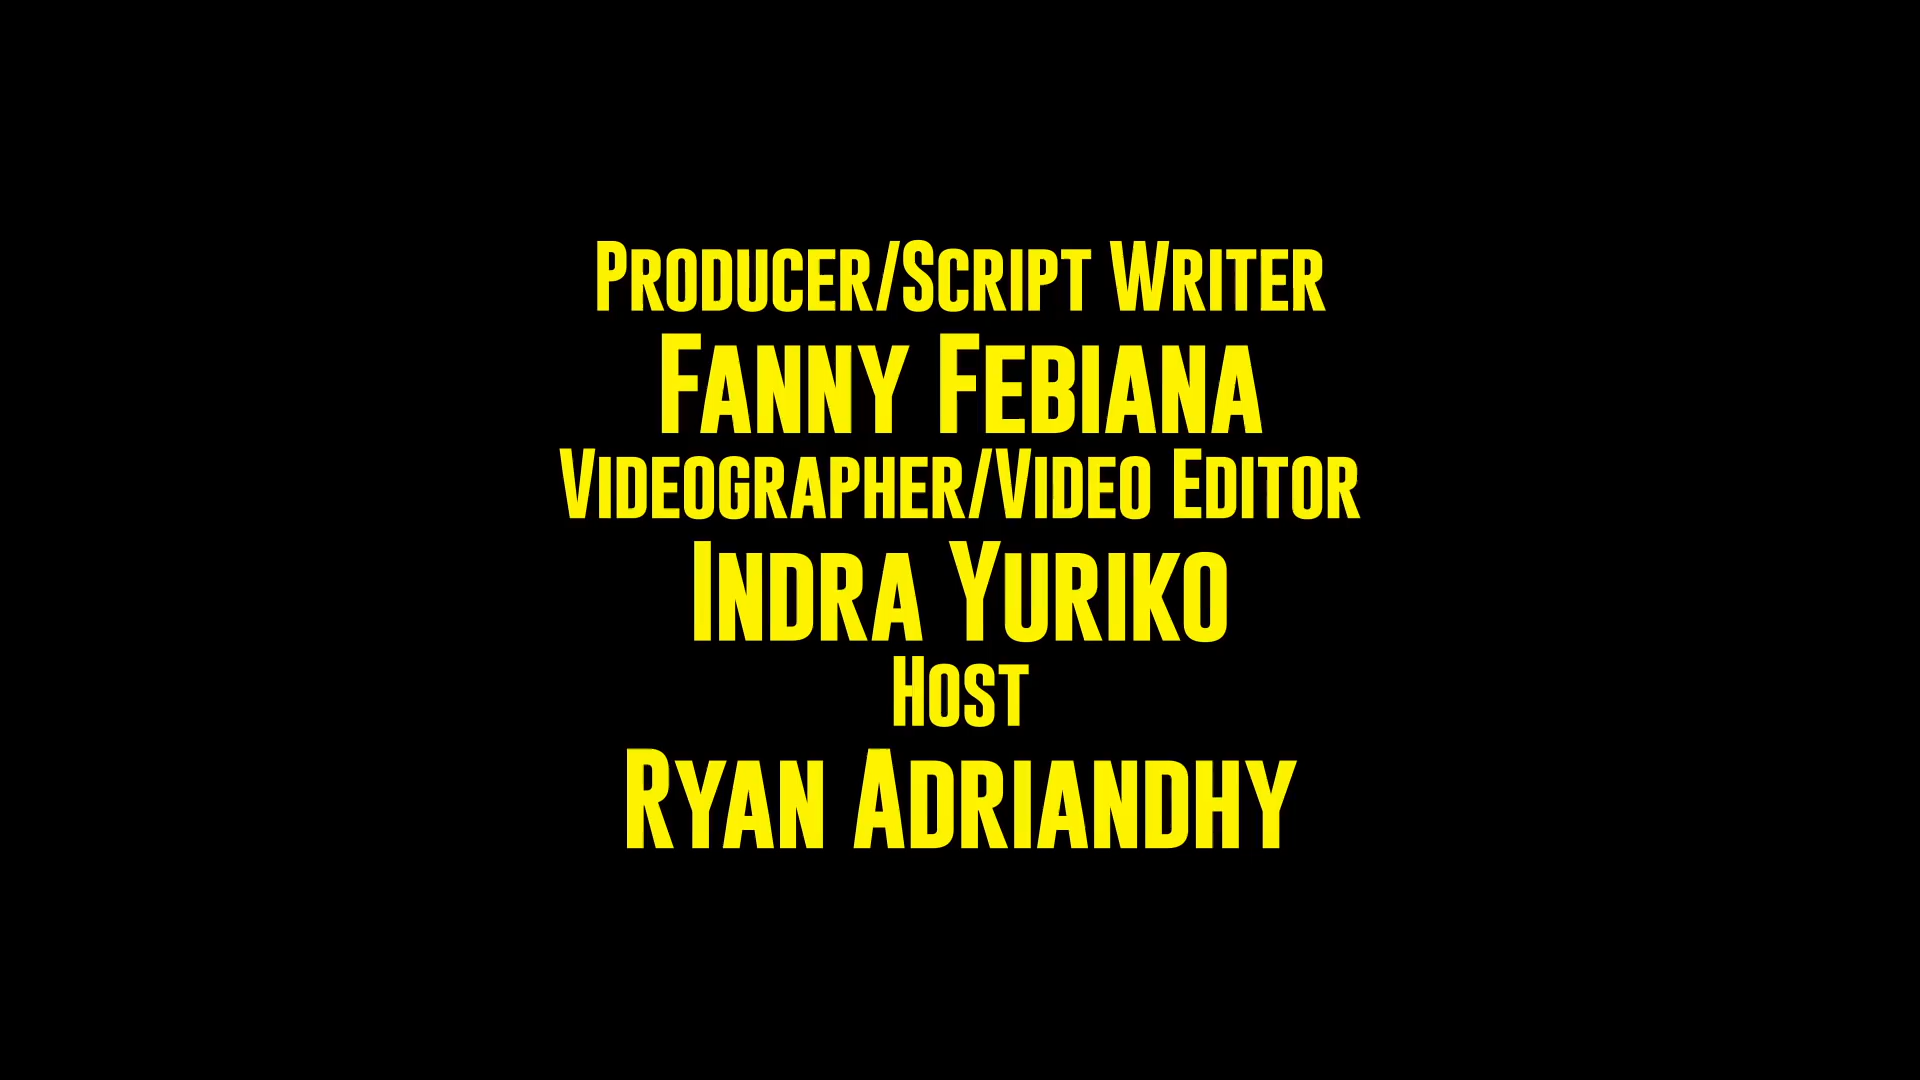 Producer/Script Writer
Fanny Febiana
Videographer/Video Editor
Indra Yuriko
Host
Ryan Adriandhy